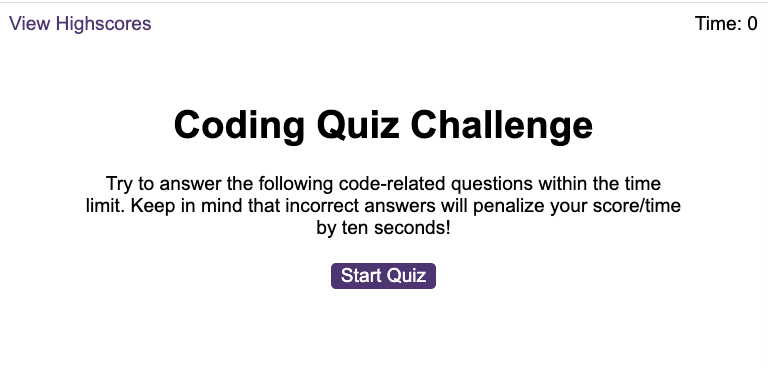 View Highscores
Time: 0
Coding Quiz Challenge
Try to answer the following code-related questions within the time
limit. Keep in mind that incorrect answers will penalize your score/time
by ten seconds!
Start Quiz